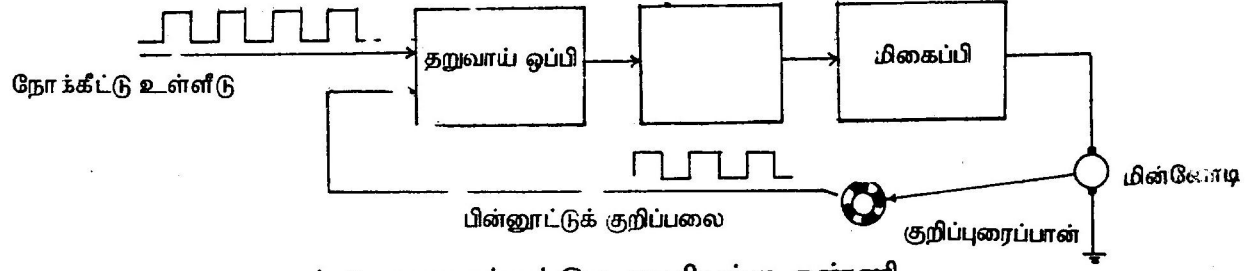 தறுவாய் ஒப்பி
மிகைப்பி
நோக்கீட்டு உள்ளீடு
பின்னூட்டுக் குறிப்பலை
குறிப்புரைப்பான்